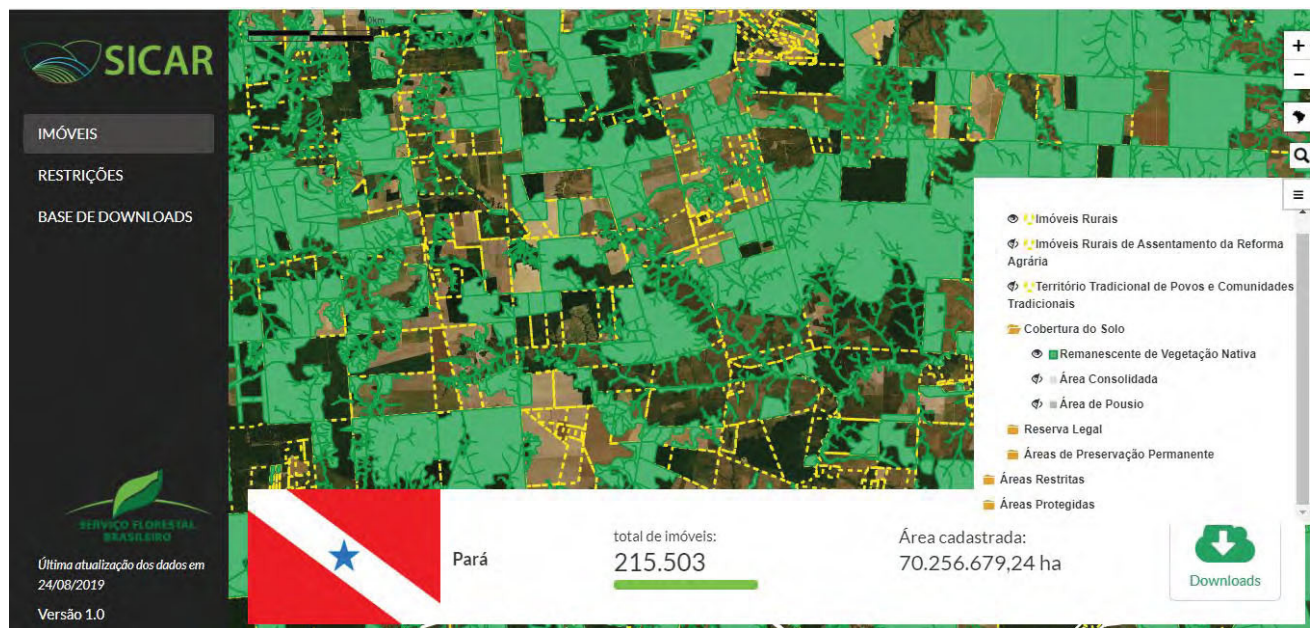 SICAR
IMÓVEIS
RESTRIÇÕES
BASE DE DOWNLOADS
SERVIÇO FLORESTAL
BRASILEIRO
Última atualização dos dados em
24/08/2019
Versão 1.0
+
−
Imóveis Rurais
Imóveis Rurais de Assentamento da Reforma
Agrária
Território Tradicional de Povos e Comunidades
Tradicionais
Cobertura do Solo
Remanescente de Vegetação Nativa
Área Consolidada
Área de Pousio
Reserva Legal
Áreas de Preservação Permanente
Áreas Restritas
Áreas Protegidas
Pará
total de imóveis:
215.503
Área cadastrada:
70.256.679,24 ha
Downloads